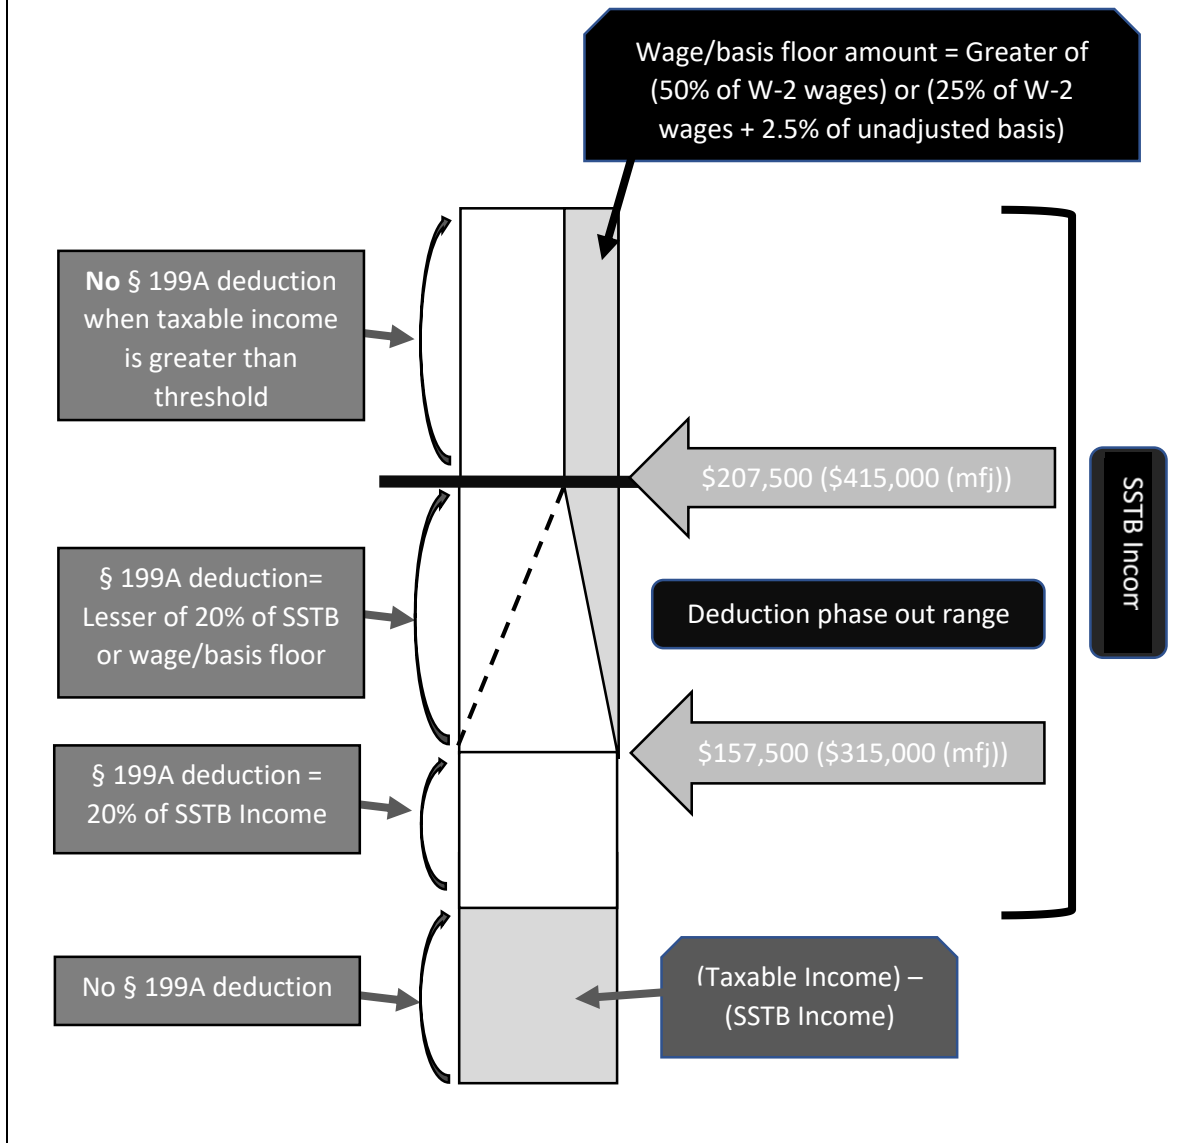 Wage/basis floor amount = Greater of
(50% of W-2 wages) or (25% of W-2
wages + 2.5% of unadjusted basis)
No § 199A deduction
when taxable income
is greater than
threshold
$207,500 ($415,000 (mfj))
SSTB Incom
§ 199A deduction=
Lesser of 20% of SSTB
or wage/basis floor
Deduction phase out range
$157,500 ($315,000 (mfj))
§ 199A deduction =
20% of SSTB Income
No § 199A deduction
(Taxable Income) –
(SSTB Income)